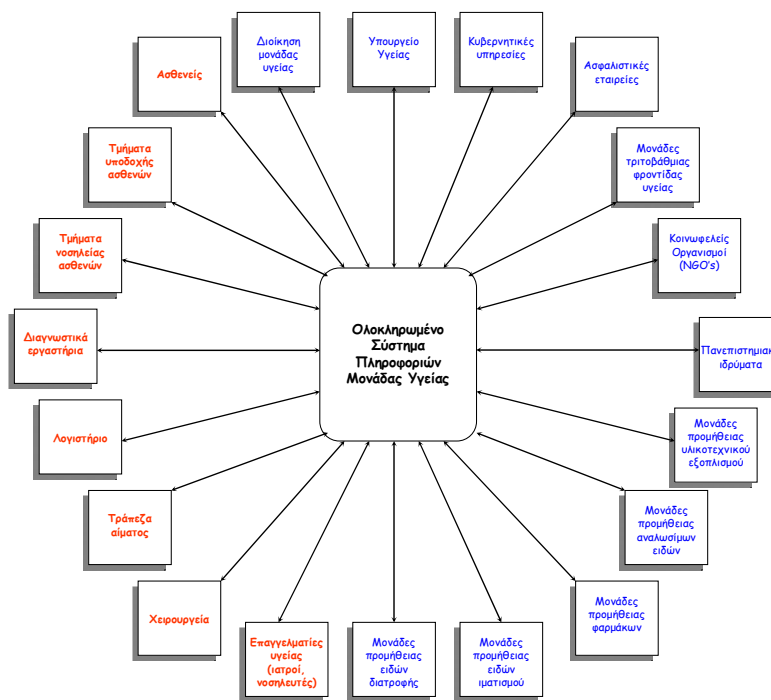 Διοίκηση
μονάδας
υγείας
Υπουργείο
Υγείας
Κυβερνητικές
υπηρεσίες
Ασφαλιστικές
εταιρείες
Ασθενείς
Τμήματα
υποδοχής
ασθενών
Μονάδες
τριτοβάθμιας
φροντίδας
υγείας
Τμήματα
νοσηλείας
ασθενών
Κοινωφελείς
Οργανισμοί
(NGO's)
Διαγνωστικά
εργαστήρια
Ολοκληρωμένο
Σύστημα
Πληροφοριών
Μονάδας Υγείας
Πανεπιστημιακ
ιδρύματα
Λογιστήριο
Μονάδες
προμήθειας
υλικοτεχνικού
εξοπλισμού
Τράπεζα
αίματος
Μονάδες
προμήθειας
αναλωσίμων
ειδών
Χειρουργεία
Μονάδες
προμήθειας
φαρμάκων
Επαγγελματίες
υγείας
(ιατροί,
νοσηλευτές)
Μονάδες
προμήθειας
ειδών
διατροφής
Μονάδες
προμήθειας
ειδών
ιματισμού